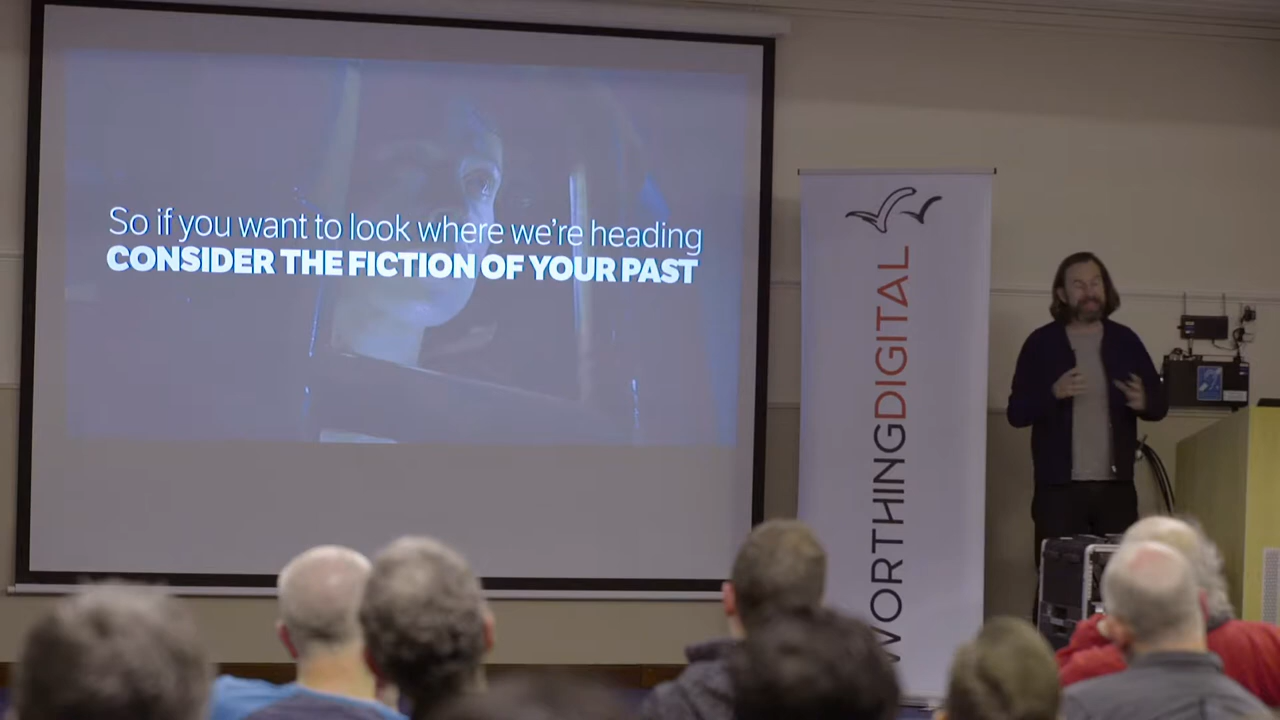 So if you want to look where we're heading
CONSIDER THE FICTION OF YOUR PAST
WORTHINGDIGITAL